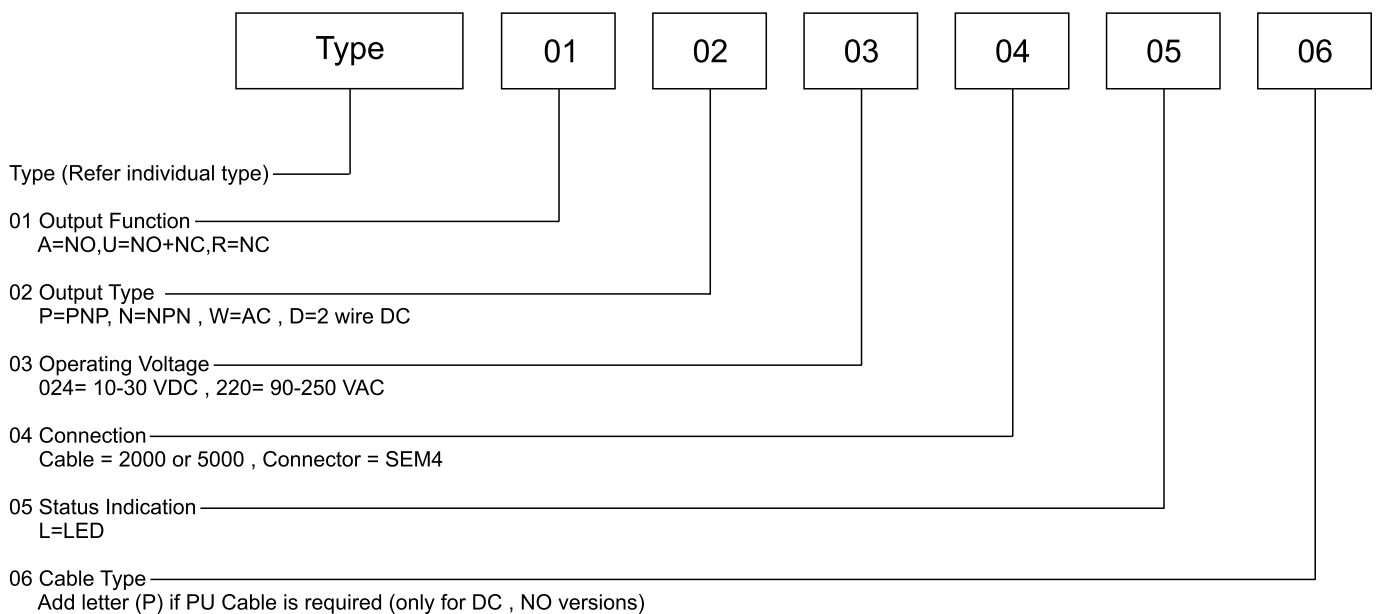 Type 01 02 03 04 05 06
Type (Refer individual type)
01 Output Function
A=NO,U=NO+NC,R=NC
02 Output Type
P=PNP, N=NPN , W=AC , D=2 wire DC
03 Operating Voltage
024= 10-30 VDC , 220= 90-250 VAC
04 Connection
Cable = 2000 or 5000 , Connector = SEM4
05 Status Indication
L=LED
06 Cable Type
Add letter (P) if PU Cable is required (only for DC , NO versions)